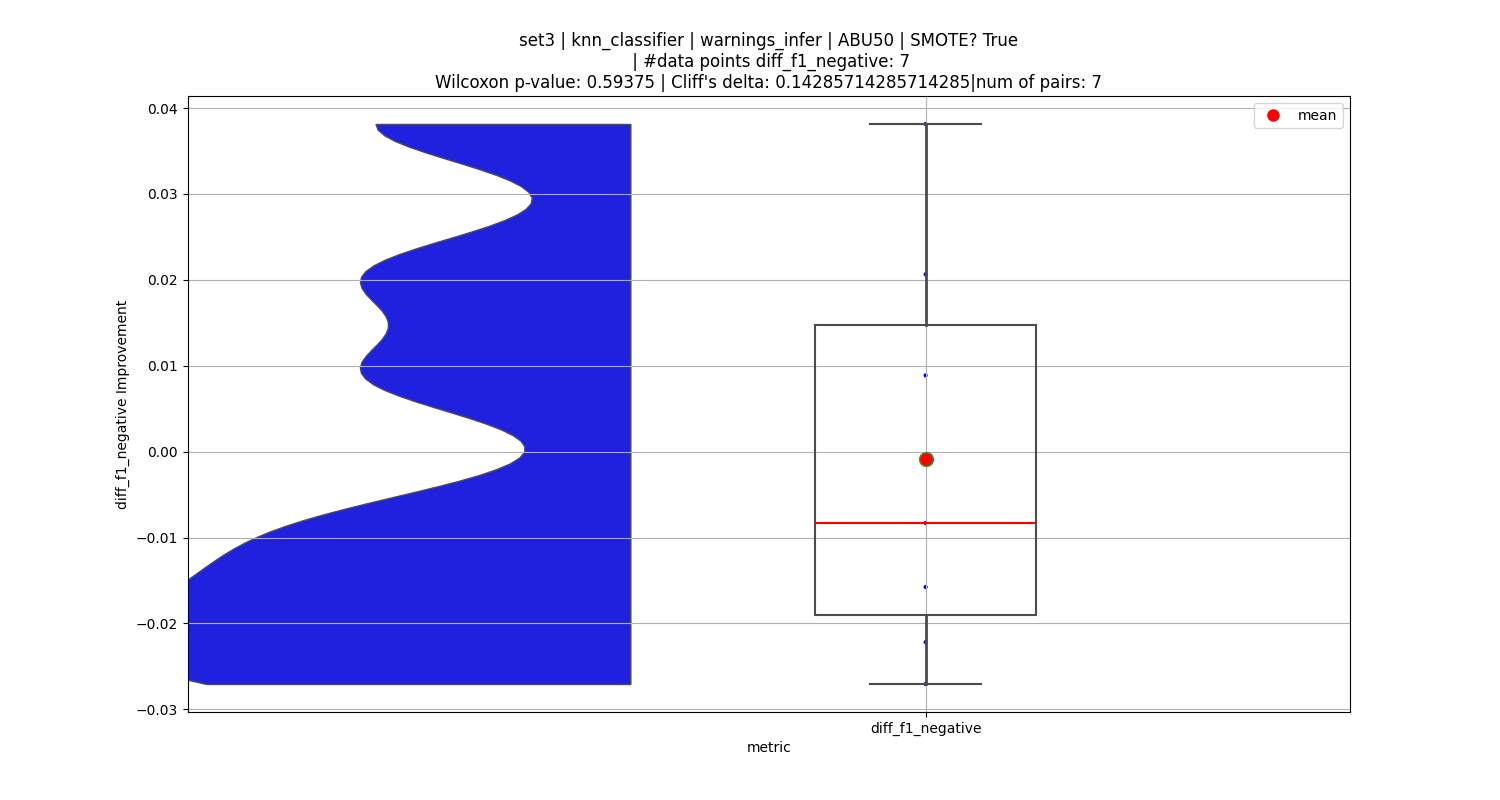 set3 | knn_classifier | warnings_infer | ABU50 | SMOTE? True
| #data points diff_f1_negative: 7
Wilcoxon p-value: 0.59375 | Cliff's delta: 0.14285714285714285|num of pairs: 7
mean
0.04
0.03
0.02
0.01
0.00
−0.01
−0.02
−0.03
diff_f1_negative Improvement
diff_f1_negative
metric